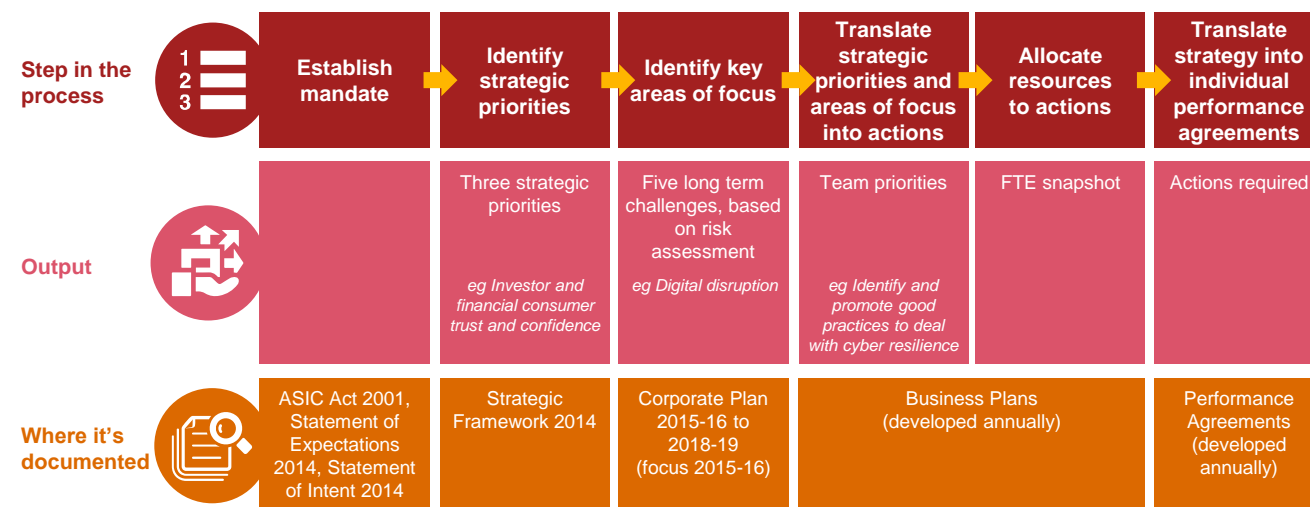 Step in the
process
1
2
3
Establish
mandate
Identify
strategic
priorities
Identify key
areas of focus
Translate
strategic
priorities and
areas of focus
into actions
Allocate
resources
to actions
Translate
strategy into
individual
performance
agreements
Output
Three strategic
priorities
eg Investor and
financial consumer
trust and confidence
Five long term
challenges, based
on risk
assessment
eg Digital disruption
Team priorities
eg Identify and
promote good
practices to deal
with cyber resilience
FTE snapshot
Actions required
Where it's
documented
ASIC Act 2001,
Statement of
Expectations
2014, Statement
of Intent 2014
Strategic
Framework 2014
Corporate Plan
2015-16 to
2018-19
(focus 2015-16)
Business Plans
(developed annually)
Performance
Agreements
(developed
annually)